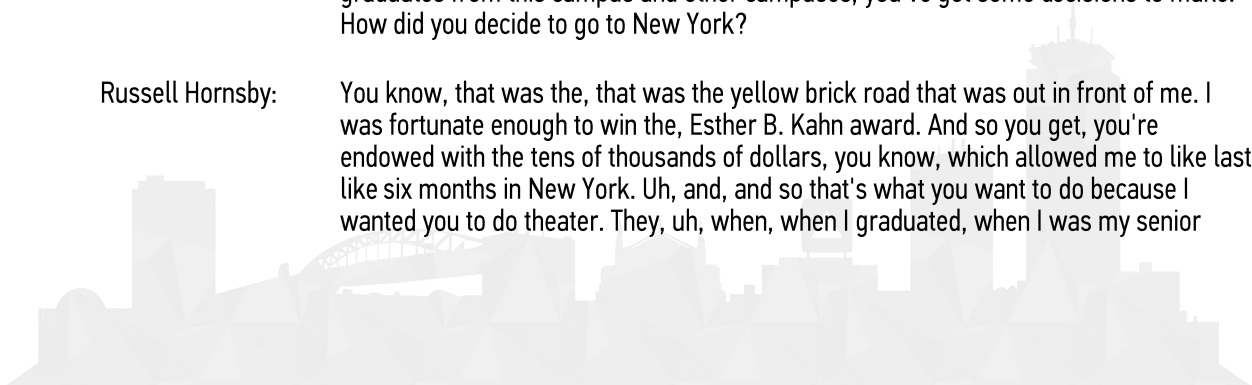 graduates from this campus and other campuses, you've got some decisions to make.
How did you decide to go to New York?
Russell Hornsby: You know, that was the, that was the yellow brick road that was out in front of me. I
was fortunate enough to win the, Esther B. Kahn award. And so you get, you're
endowed with the tens of thousands of dollars, you know, which allowed me to like last
like six months in New York. Uh, and, and so that's what you want to do because I
wanted you to do theater. They, uh, when, when I graduated, when I was my senior